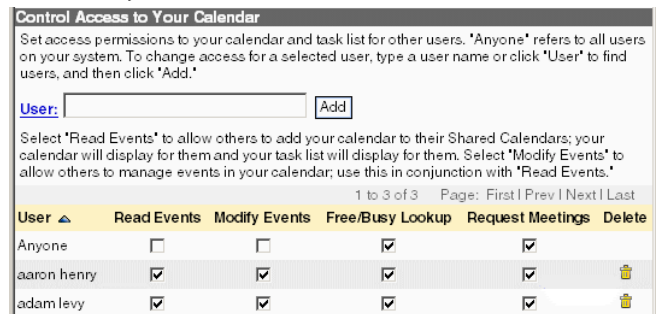 Control Access to Your Calendar
Set access permissions to your calendar and task list for other users. "Anyone" refers to all users
on your system. To change access for a selected user, type a user name or click "User" to find
users, and then click "Add."
User: Add
Select "Read Events" to allow others to add your calendar to their Shared Calendars; your
calendar will display for them and your task list will display for them. Select "Modify Events" to
allow others to manage events in your calendar; use this in conjunction with "Read Events."
1 to 3 of 3 Page: First | Prev | Next | Last
User Read Events Modify Events Free/Busy Lookup Request Meetings Delete
Anyone
aaron henry
adam levy